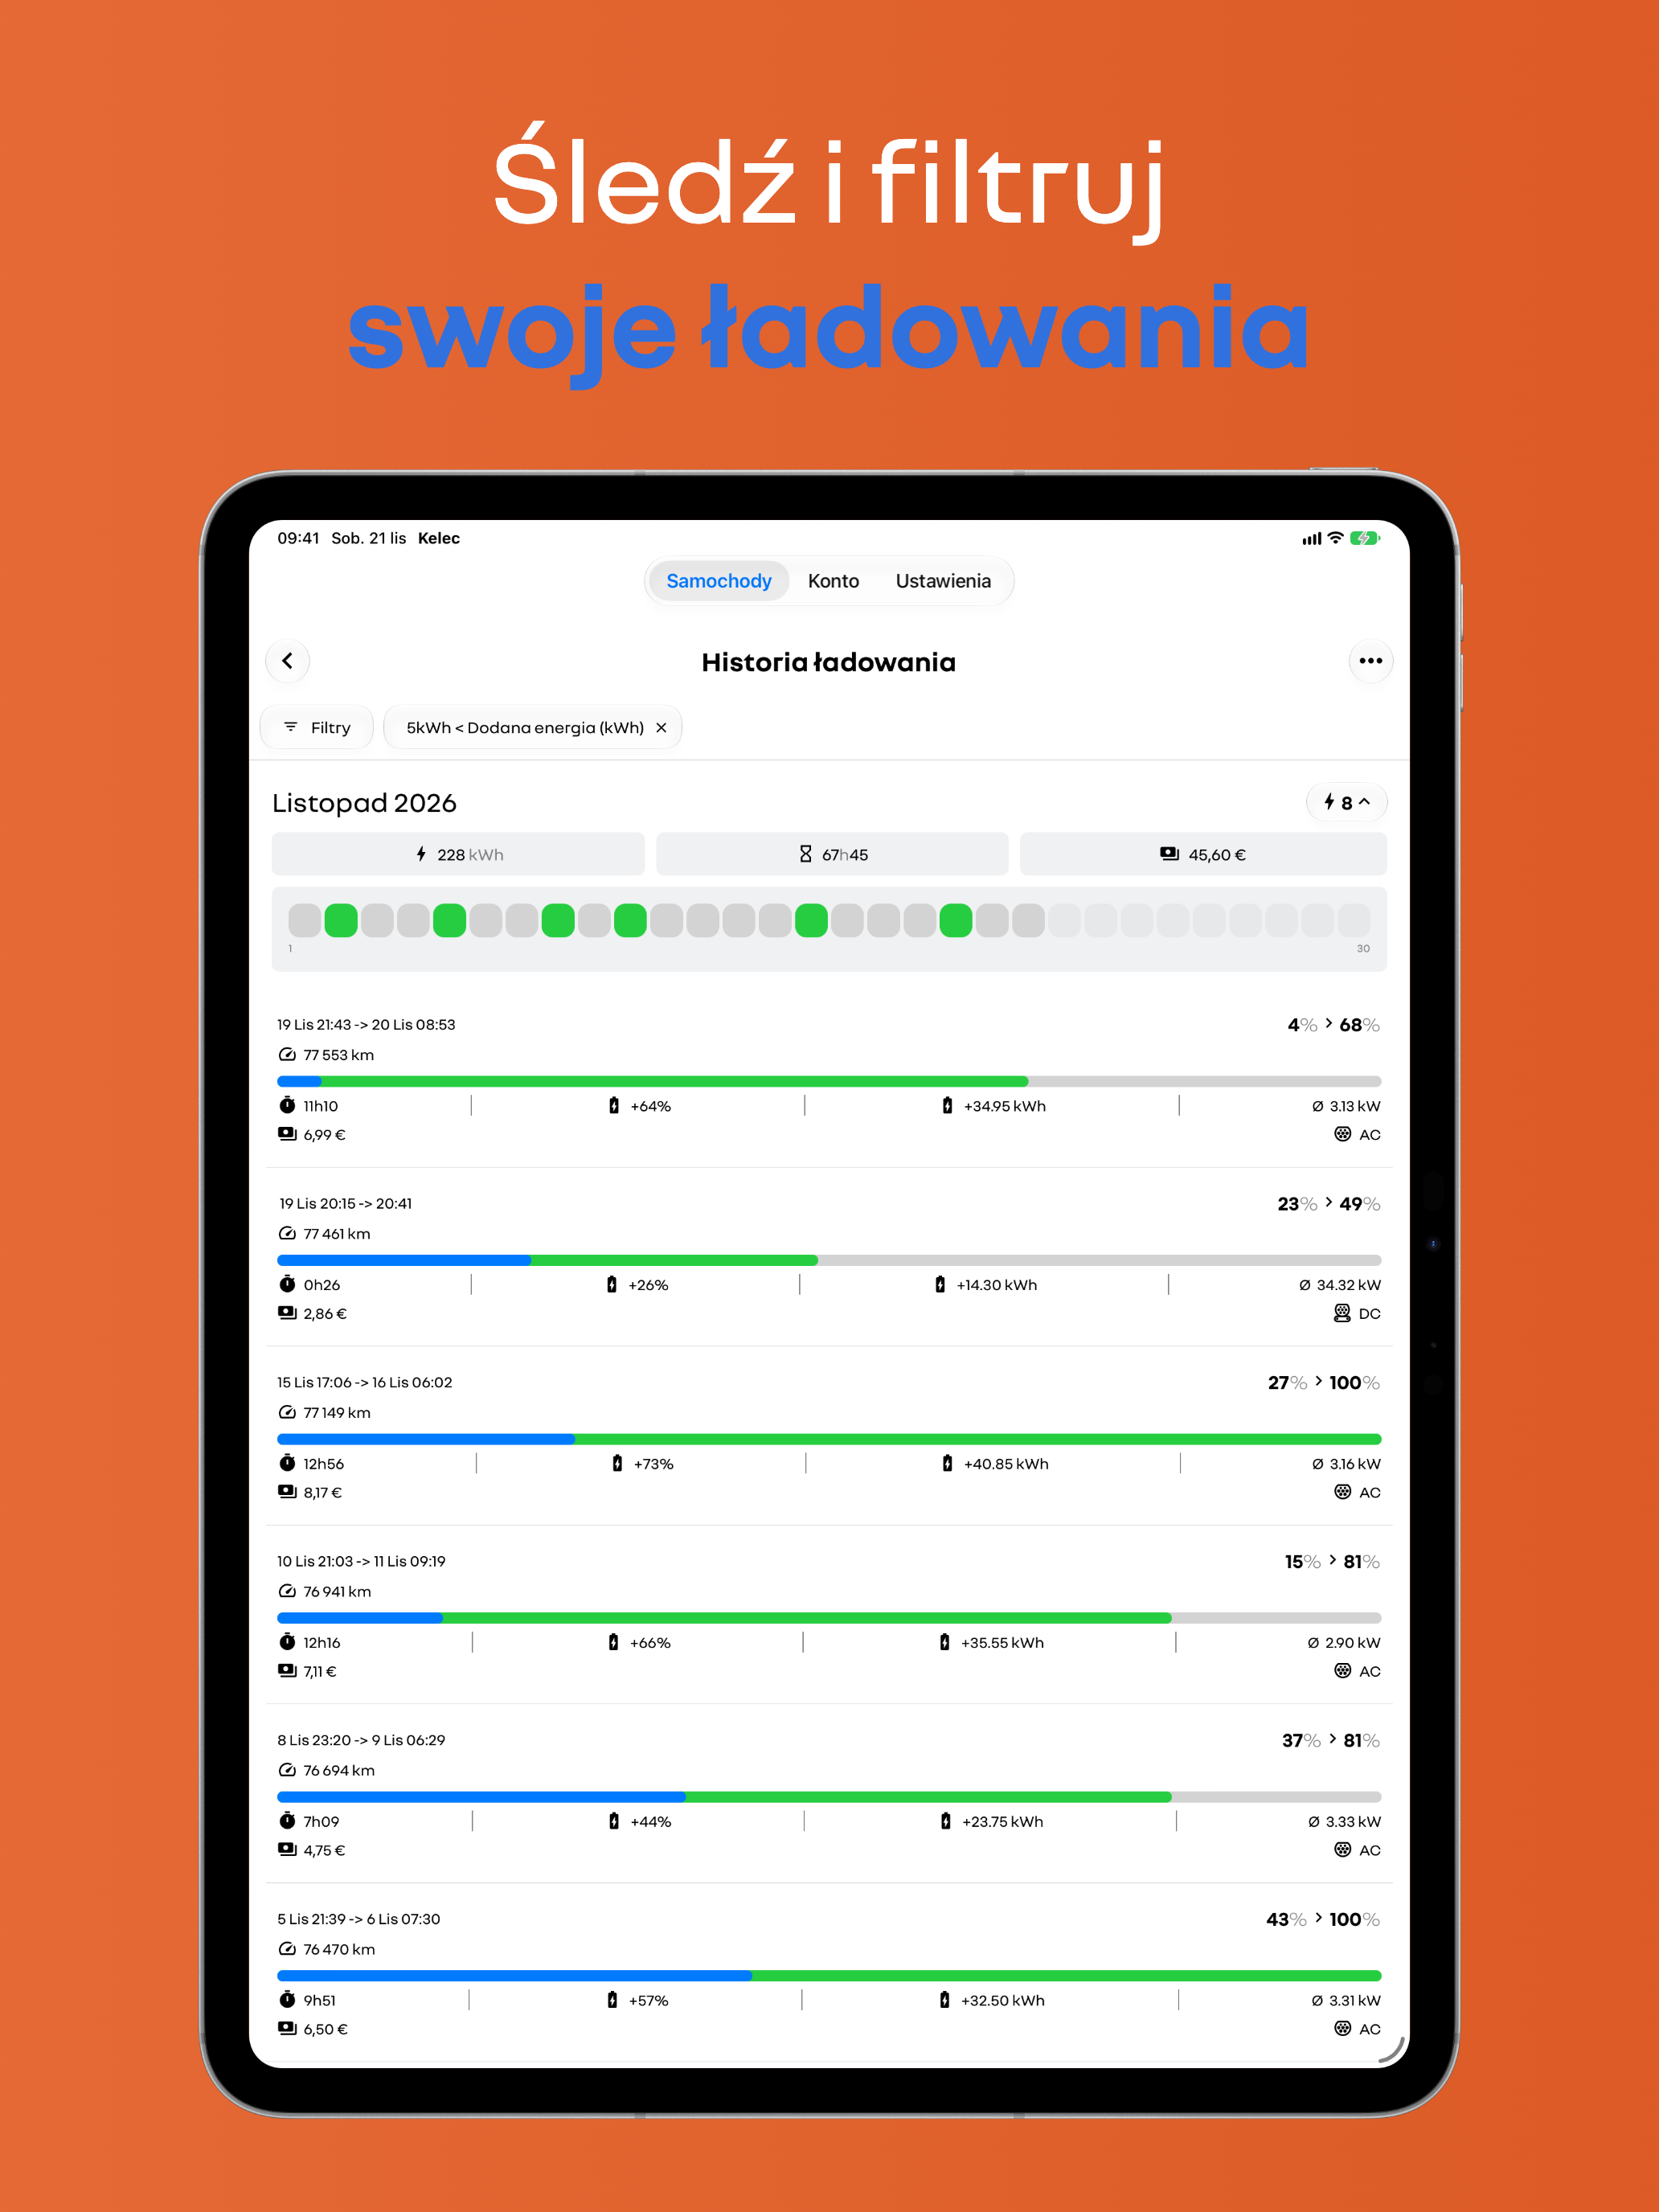 Śledź i filtruj
swoje ładowania
09:41 Sob. 21 lis Kelec
Samochody Konto Ustawienia
Historia ładowania
Filtry 5kWh < Dodana energia (kWh) ×
Listopad 2026 8
228 kWh 67h45 45,60 €
1 30
19 Lis 21:43 -> 20 Lis 08:53 4% > 68%
77 553 km
11h10 +64% +34.95 kWh Ø 3.13 kW
6,99 € AC
19 Lis 20:15 -> 20:41 23% > 49%
77 461 km
0h26 +26% +14.30 kWh Ø 34.32 kW
2,86 € DC
15 Lis 17:06 -> 16 Lis 06:02 27% > 100%
77 149 km
12h56 +73% +40.85 kWh Ø 3.16 kW
8,17 € AC
10 Lis 21:03 -> 11 Lis 09:19 15% > 81%
76 941 km
12h16 +66% +35.55 kWh Ø 2.90 kW
7,11 € AC
8 Lis 23:20 -> 9 Lis 06:29 37% > 81%
76 694 km
7h09 +44% +23.75 kWh Ø 3.33 kW
4,75 € AC
5 Lis 21:39 -> 6 Lis 07:30 43% > 100%
76 470 km
9h51 +57% +32.50 kWh Ø 3.31 kW
6,50 € AC